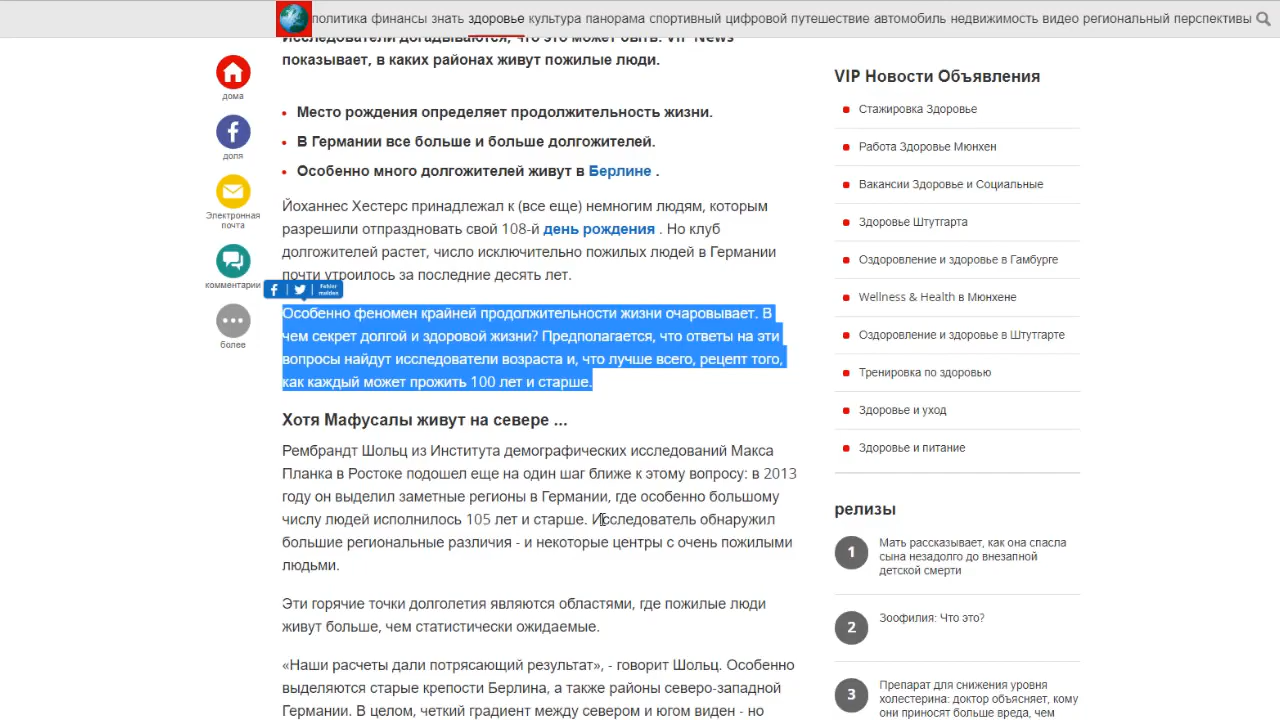 политика финансы знать здоровье культура панорама спортивный цифровой путешествие автомобиль недвижимость видео региональный перспективы
Исследователи догадываются, что это может быть. VIP News
показывает, в каких районах живут пожилые люди.
Место рождения определяет продолжительность жизни.
В Германии все больше и больше долгожителей.
Особенно много долгожителей живут в Берлине .
Йоханнес Хестерс принадлежал к (все еще) немногим людям, которым
разрешили отпраздновать свой 108-й день рождения . Но клуб
долгожителей растет, число исключительно пожилых людей в Германии
почти утроилось за последние десять лет.
Fehler
melden
Особенно феномен крайней продолжительности жизни очаровывает. В
чем секрет долгой и здоровой жизни? Предполагается, что ответы на эти
вопросы найдут исследователи возраста и, что лучше всего, рецепт того,
как каждый может прожить 100 лет и старше.
Хотя Мафусалы живут на севере ...
Рембрандт Шольц из Института демографических исследований Макса
Планка в Ростоке подошел еще на один шаг ближе к этому вопросу: в 2013
году он выделил заметные регионы в Германии, где особенно большому
числу людей исполнилось 105 лет и старше. Исследователь обнаружил
большие региональные различия - и некоторые центры с очень пожилыми
людьми.
Эти горячие точки долголетия являются областями, где пожилые люди
живут больше, чем статистически ожидаемые.
«Наши расчеты дали потрясающий результат», - говорит Шольц. Особенно
выделяются старые крепости Берлина, а также районы северо-западной
Германии. В целом, четкий градиент между севером и югом виден - но
дома
доля
Электронная
почта
комментарии
более
VIP Новости Объявления
Стажировка Здоровье
Работа Здоровье Мюнхен
Вакансии Здоровье и Социальные
Здоровье Штутгарта
Оздоровление и здоровье в Гамбурге
Wellness & Health в Мюнхене
Оздоровление и здоровье в Штутгарте
Тренировка по здоровью
Здоровье и уход
Здоровье и питание
релизы
1
Мать рассказывает, как она спасла
сына незадолго до внезапной
детской смерти
2
Зоофилия: Что это?
3
Препарат для снижения уровня
холестерина: доктор объясняет, кому
они приносят больше вреда, чем